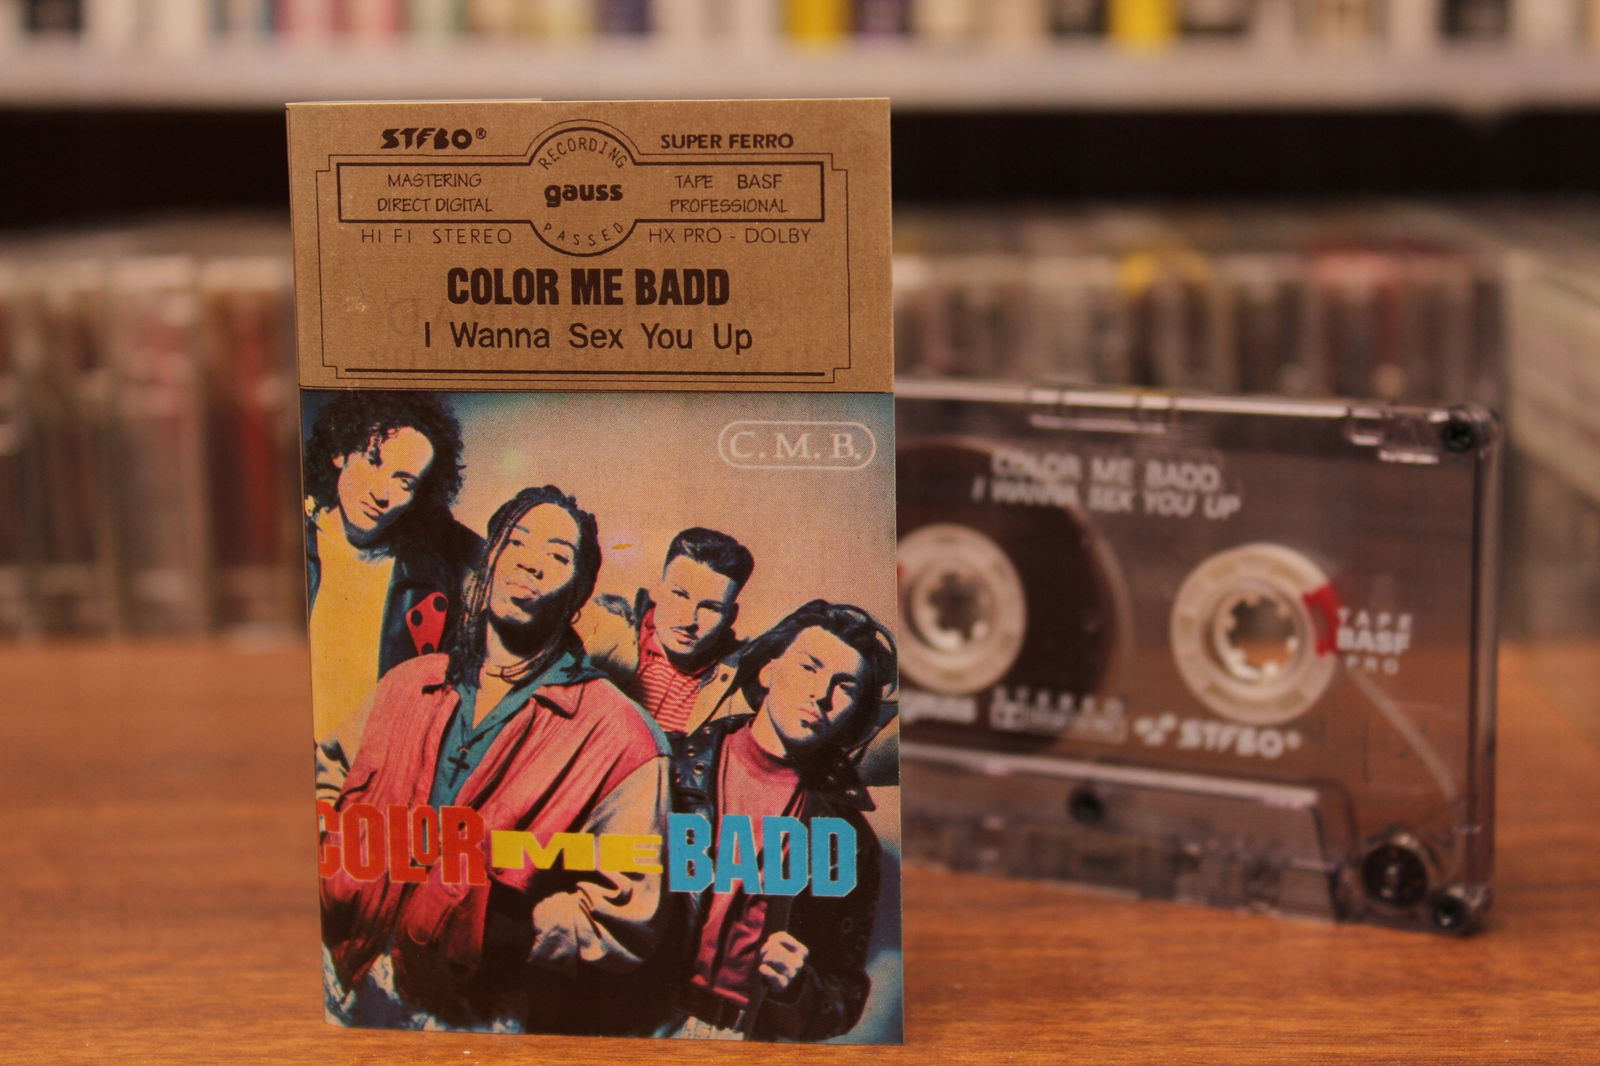 STEBO®
SUPER FERRO
RECORDING
gauss
PASSED
MASTERING
DIRECT DIGITAL
TAPE BASF
PROFESSIONAL
HI FI STEREO
HX PRO - DOLBY
COLOR ME BADD
I Wanna Sex You Up
C.M.B.
COLOR ME BADD
COLOR ME BADD
I WANNA SEX YOU UP
TAPE
BASF
PRO
gauss
STEREO
STEBO®